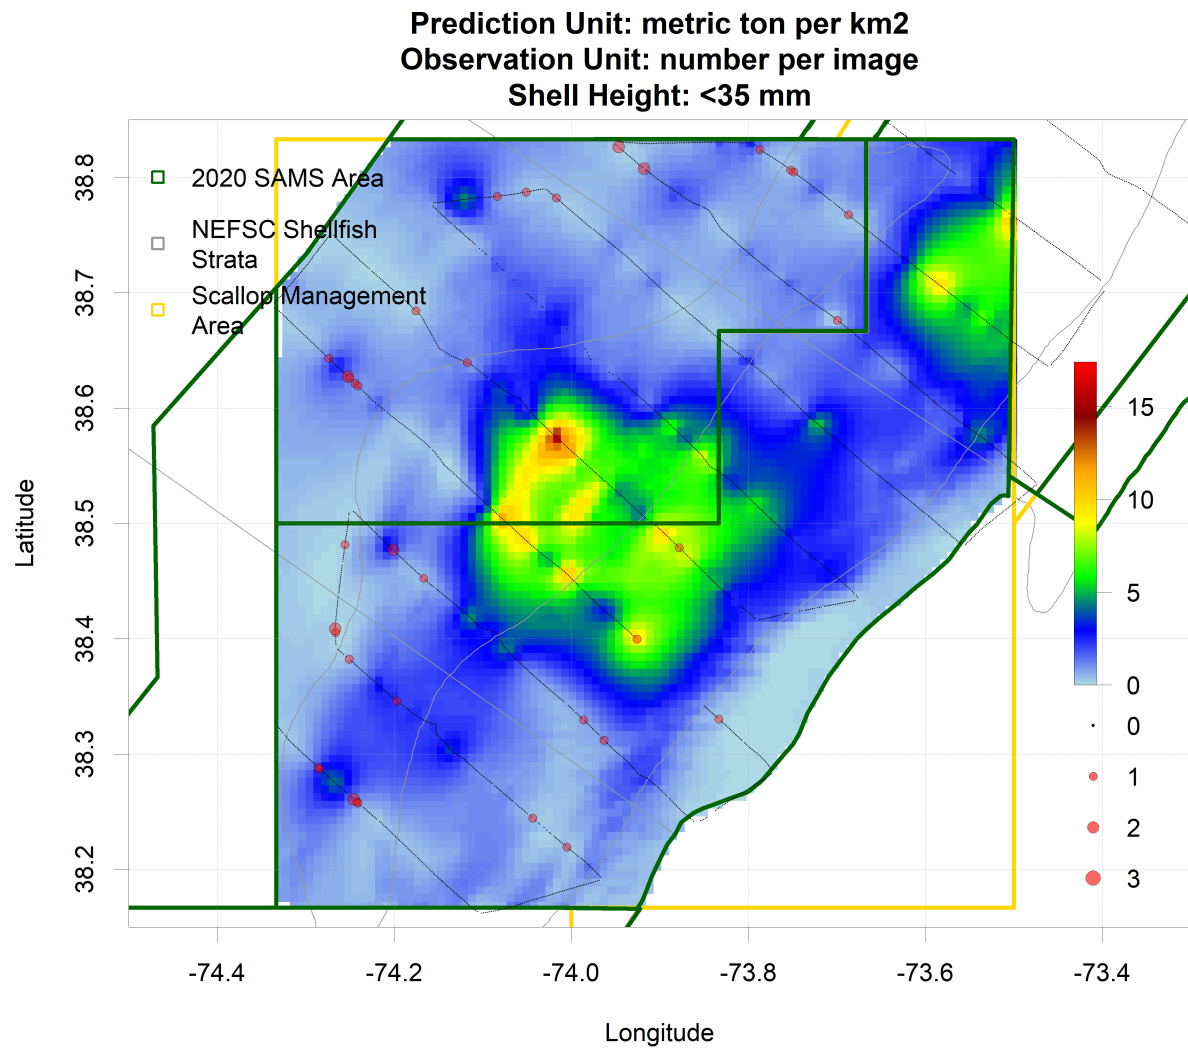 Prediction Unit: metric ton per km2
Observation Unit: number per image
Shell Height: <35 mm
2020 SAMS Area
NEFSC Shellfish
Strata
Scallop Management
Area
38.8
38.7
38.6
38.5
38.4
38.3
38.2
Latitude
15
10
5
0
0
1
2
3
-74.4
-74.2
-74.0
-73.8
-73.6
-73.4
Longitude